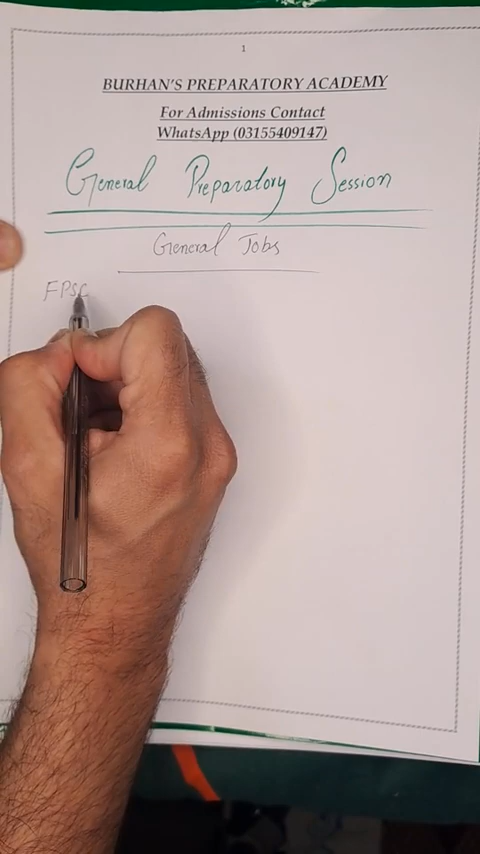 1
BURHAN'S PREPARATORY ACADEMY
For Admissions Contact
WhatsApp (03155409147)
General Preparatory Session
General Jobs
FPSC